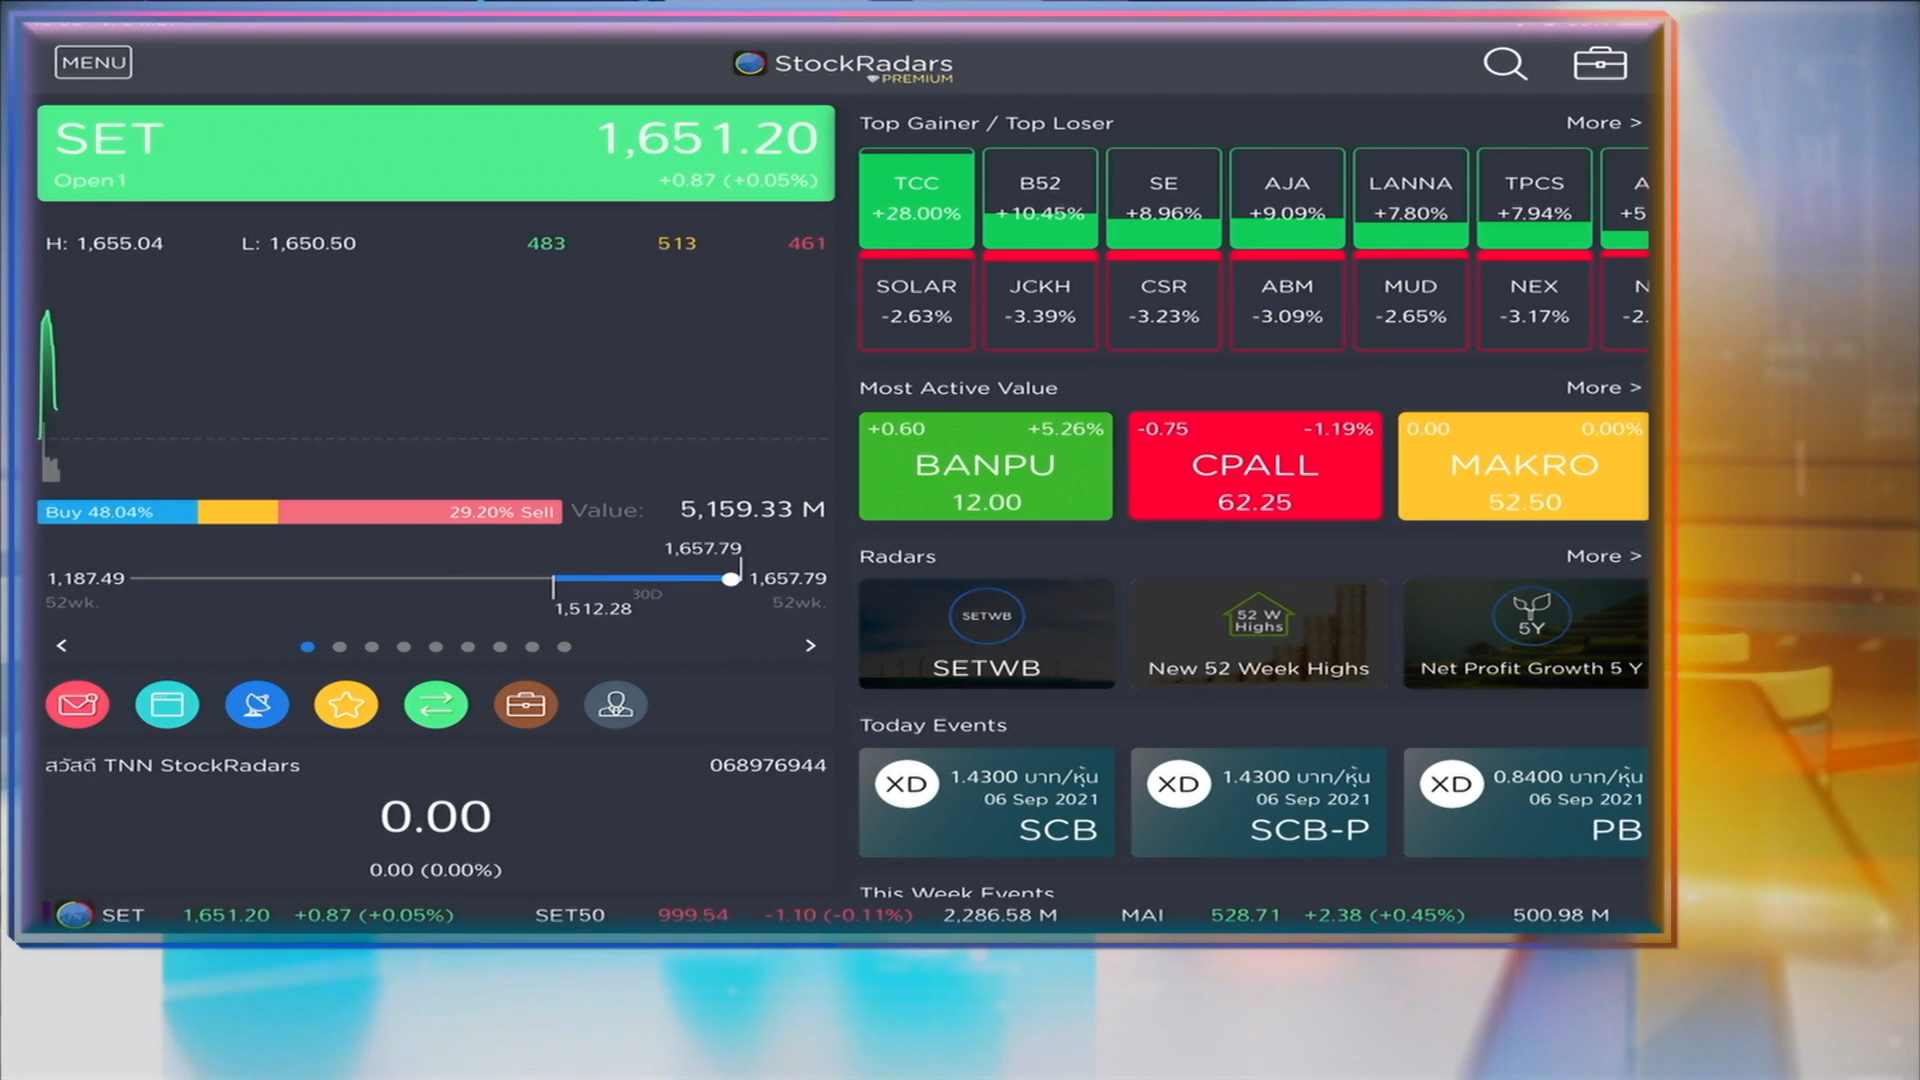 MENU
StockRadars
PREMIUM
SET 1,651.20
Open1 +0.87 (+0.05%)
H: 1,655.04 L: 1,650.50 483 513 461
Buy 48.04% 29.20% Sell Value: 5,159.33 M
1,657.79
1,187.49 1,657.79
52wk. 30D 52wk.
1,512.28
สวัสดี TNN StockRadars 068976944
0.00
0.00 (0.00%)
Top Gainer / Top Loser More >
TCC B52 SE AJA LANNA TPCS A
+28.00% +10.45% +8.96% +9.09% +7.80% +7.94% +5
SOLAR JCKH CSR ABM MUD NEX N
-2.63% -3.39% -3.23% -3.09% -2.65% -3.17% -2.
Most Active Value More >
+0.60 +5.26% -0.75 -1.19% 0.00 0.00%
BANPU CPALL MAKRO
12.00 62.25 52.50
Radars More >
SETWB 52 W Highs 5Y
SETWB New 52 Week Highs Net Profit Growth 5 Y
Today Events
XD 1.4300 บาท/หุ้น XD 1.4300 บาท/หุ้น XD 0.8400 บาท/หุ้น
06 Sep 2021 06 Sep 2021 06 Sep 2021
SCB SCB-P PB
This Week Events
SET 1,651.20 +0.87 (+0.05%) SET50 999.54 -1.10 (-0.11%) 2,286.58 M MAI 528.71 +2.38 (+0.45%) 500.98 M